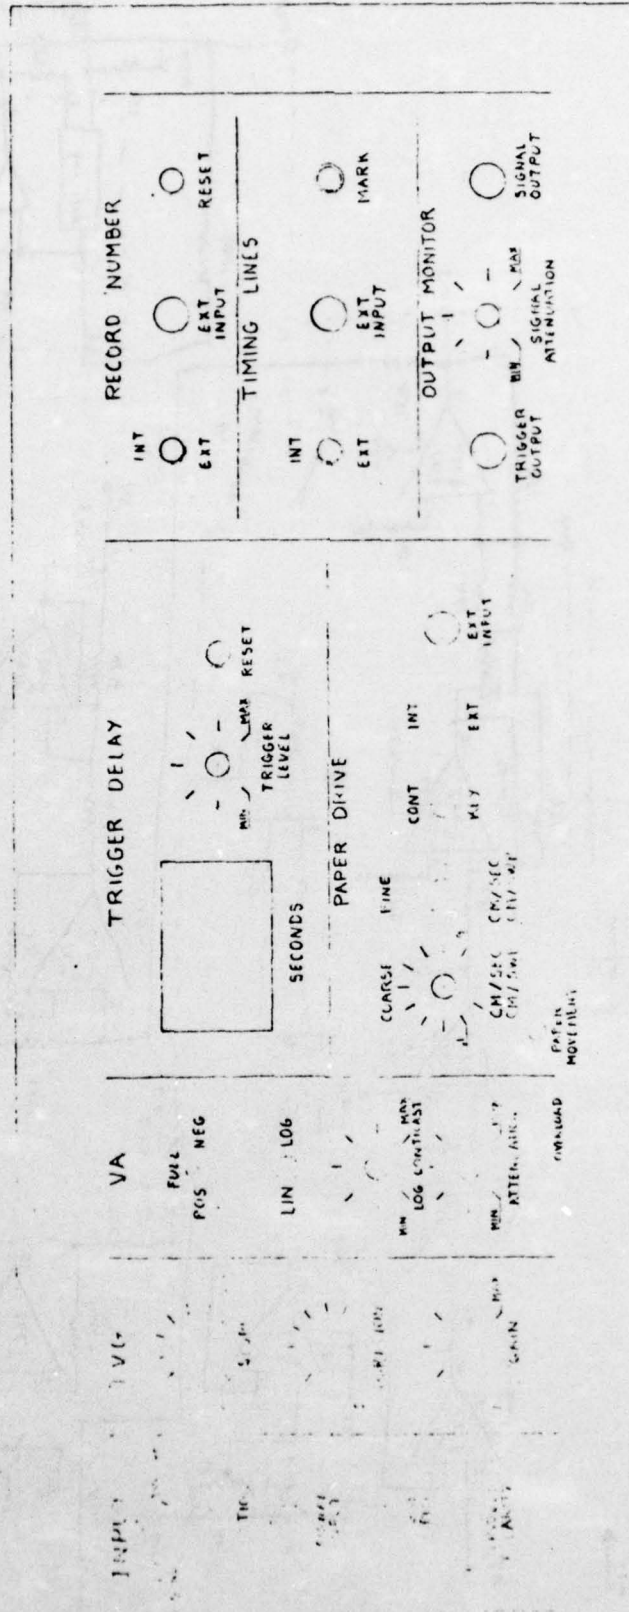 RECORD NUMBER
INT
EXT
EXT
INPUT
RESET
TIMING LINES
INT
EXT
EXT
INPUT
MARK
OUTPUT MONITOR
TRIGGER
OUTPUT
MIN
MAX
SIGNAL
ATTENUATION
SIGNAL
OUTPUT
TRIGGER DELAY
SECONDS
MIN
MAX
TRIGGER
LEVEL
RESET
PAPER DRIVE
COARSE
FINE
CM/SEC
CM/SWP
CM/SEC
CM/SWP
CONT
KEY
INT
EXT
EXT
INPUT
PAPER
MOVEMENT
VA
FULL
POS
NEG
LIN
LOG
MIN
MAX
LOG CONTRAST
MIN
ATTENUATION
OVERLOAD
TVG
MAX
GAIN
INPUT